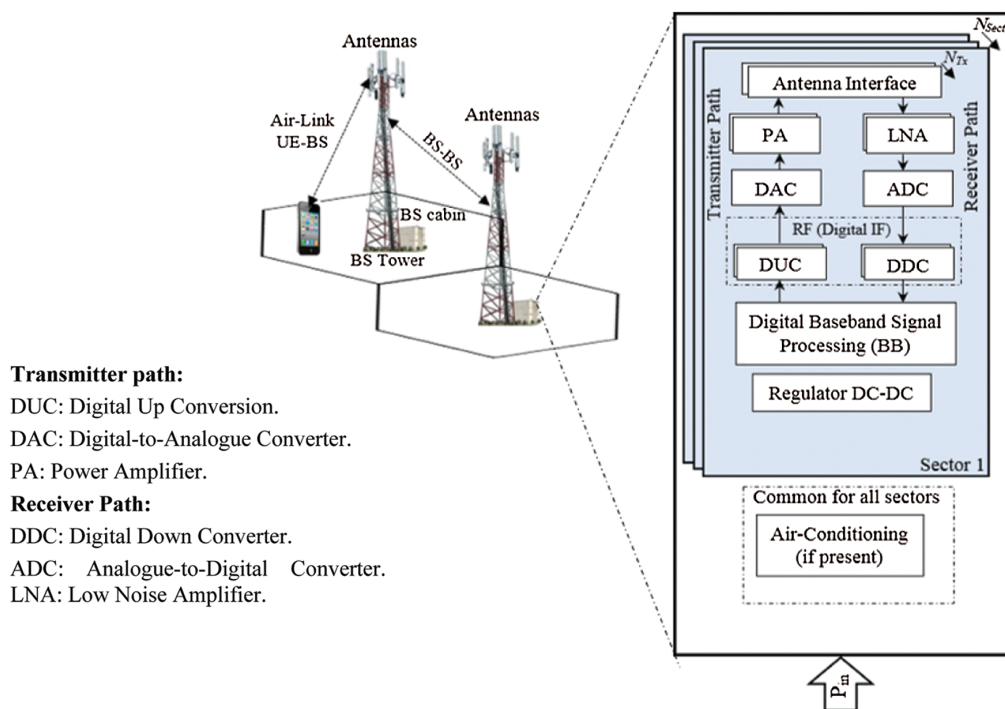 Antennas
Antennas
Air-Link
UE-BS
BS-BS
BS cabin
BS Tower
Transmitter path:
DUC: Digital Up Conversion.
DAC: Digital-to-Analogue Converter.
PA: Power Amplifier.
Receiver Path:
DDC: Digital Down Converter.
ADC: Analogue-to-Digital Converter.
LNA: Low Noise Amplifier.
NSect
NTx
Antenna Interface
Transmitter Path
Receiver Path
PA
LNA
DAC
ADC
RF (Digital IF)
DUC
DDC
Digital Baseband Signal
Processing (BB)
Regulator DC-DC
Sector 1
Common for all sectors
Air-Conditioning
(if present)
Pin